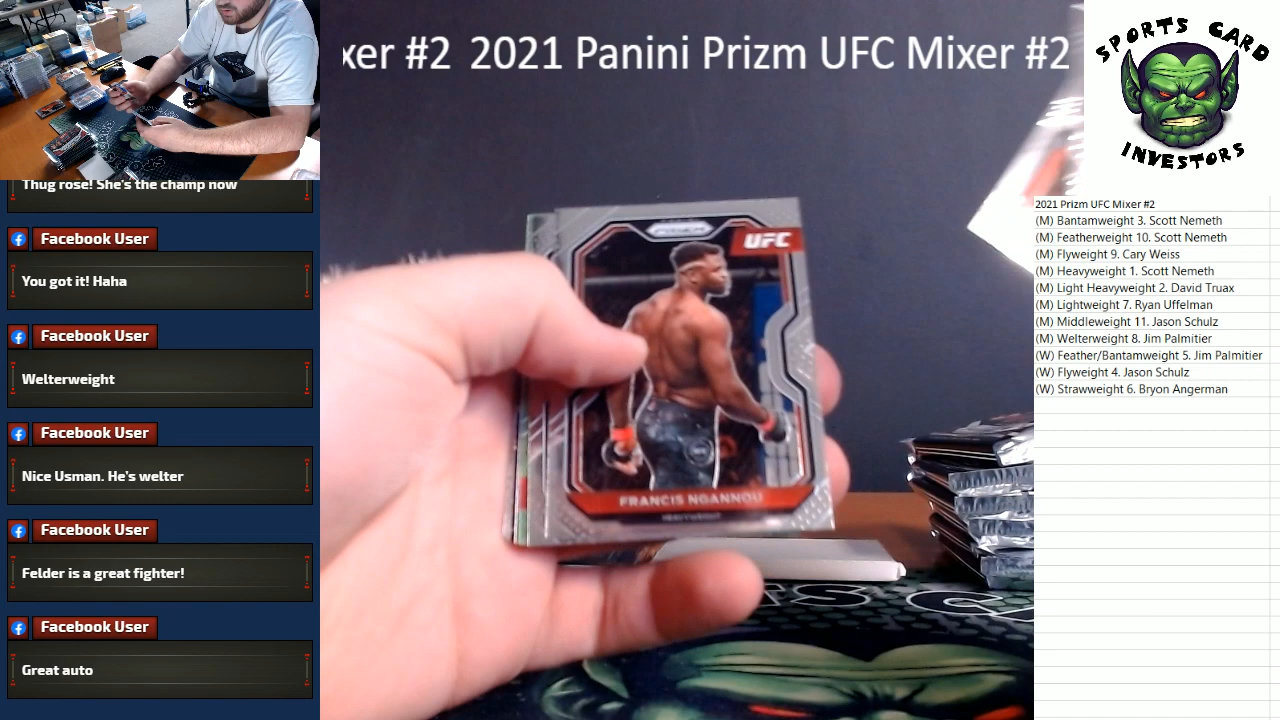 xer #2 2021 Panini Prizm UFC Mixer #2
SPORTS CARD
INVESTORS
Thug rose! She's the champ now
Facebook User
You got it! Haha
Facebook User
Welterweight
Facebook User
Nice Usman. He's welter
Facebook User
Felder is a great fighter!
Facebook User
Great auto
PRIZM
UFC
FRANCIS NGANNOU
HEAVYWEIGHT
2021 Prizm UFC Mixer #2
(M) Bantamweight 3. Scott Nemeth
(M) Featherweight 10. Scott Nemeth
(M) Flyweight 9. Cary Weiss
(M) Heavyweight 1. Scott Nemeth
(M) Light Heavyweight 2. David Truax
(M) Lightweight 7. Ryan Uffelman
(M) Middleweight 11. Jason Schulz
(M) Welterweight 8. Jim Palmitier
(W) Feather/Bantamweight 5. Jim Palmitier
(W) Flyweight 4. Jason Schulz
(W) Strawweight 6. Bryon Angerman